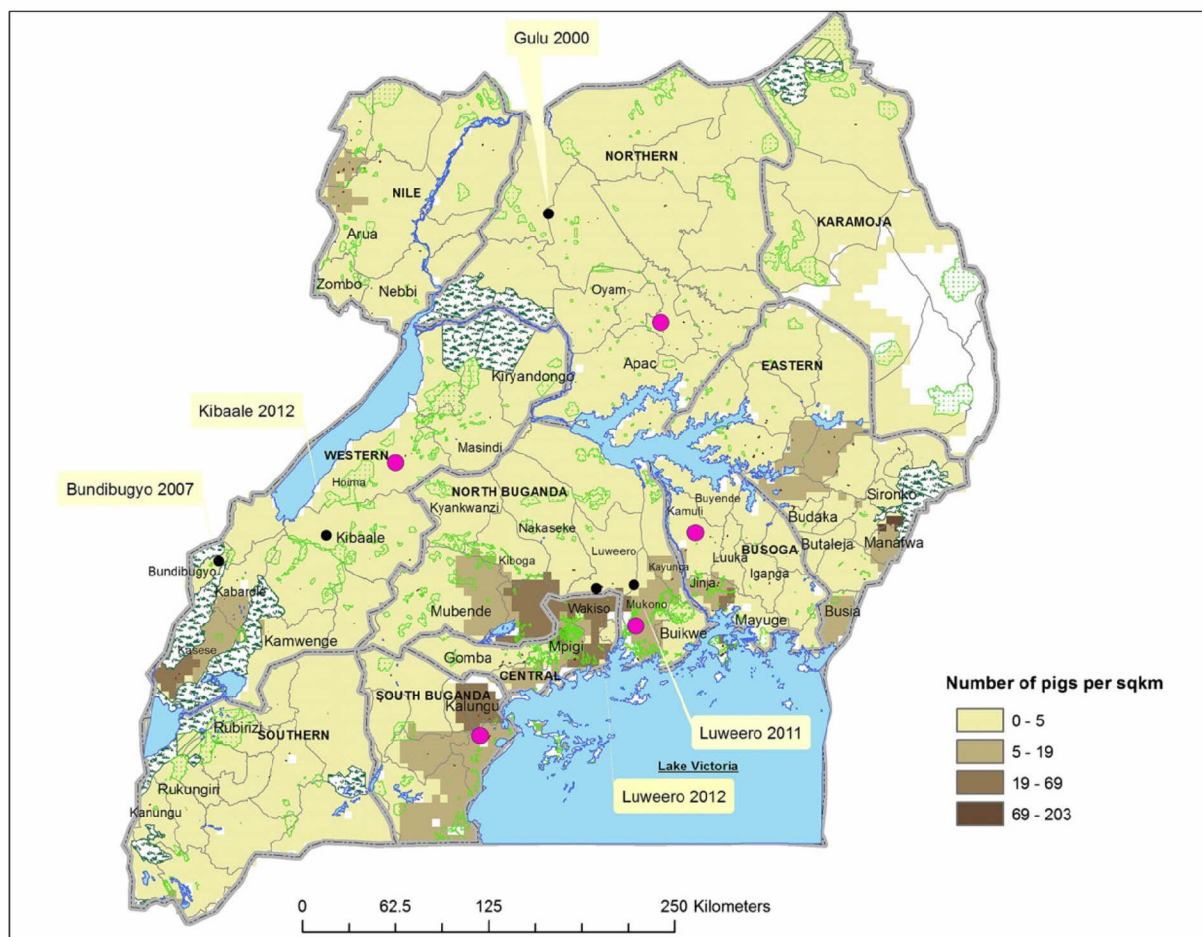 Gulu 2000
NORTHERN
NILE
KARAMOJA
Arua
Zombo
Nebbi
Oyam
Apac
EASTERN
Kiryandongo
Kibaale 2012
Masindi
WESTERN
Hoima
Bundibugyo 2007
NORTH BUGANDA
Kyankwanzi
Buyende
Kamuli
Sironko
Budaka
Nakaseke
Kibaale
Luweero
Butaleja
Manafwa
BUSOGA
Luuka
Kiboga
Kayunga
Iganga
Bundibugyo
Jinja
Kabarole
Mubende
Wakiso
Mukono
Busia
Mayuge
Buikwe
Kamwenge
Kasese
Mpigi
Gomba
CENTRAL
SOUTH BUGANDA
Kalungu
Number of pigs per sqkm
0 - 5
5 - 19
19 - 69
69 - 203
Rubirizi
SOUTHERN
Luweero 2011
Lake Victoria
Rukungiri
Luweero 2012
Kanungu
0 62.5 125 250 Kilometers